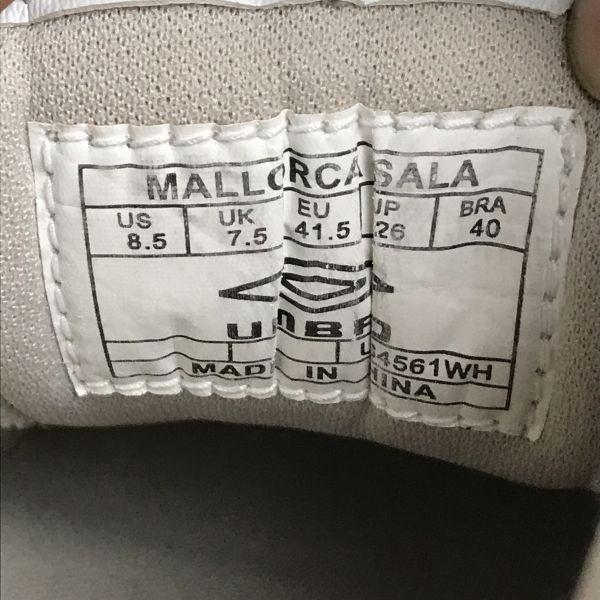 MALLORCA SALA
US UK EU JP BRA
8.5 7.5 41.5 26 40
UMBRO
4561WH
MADE IN CHINA